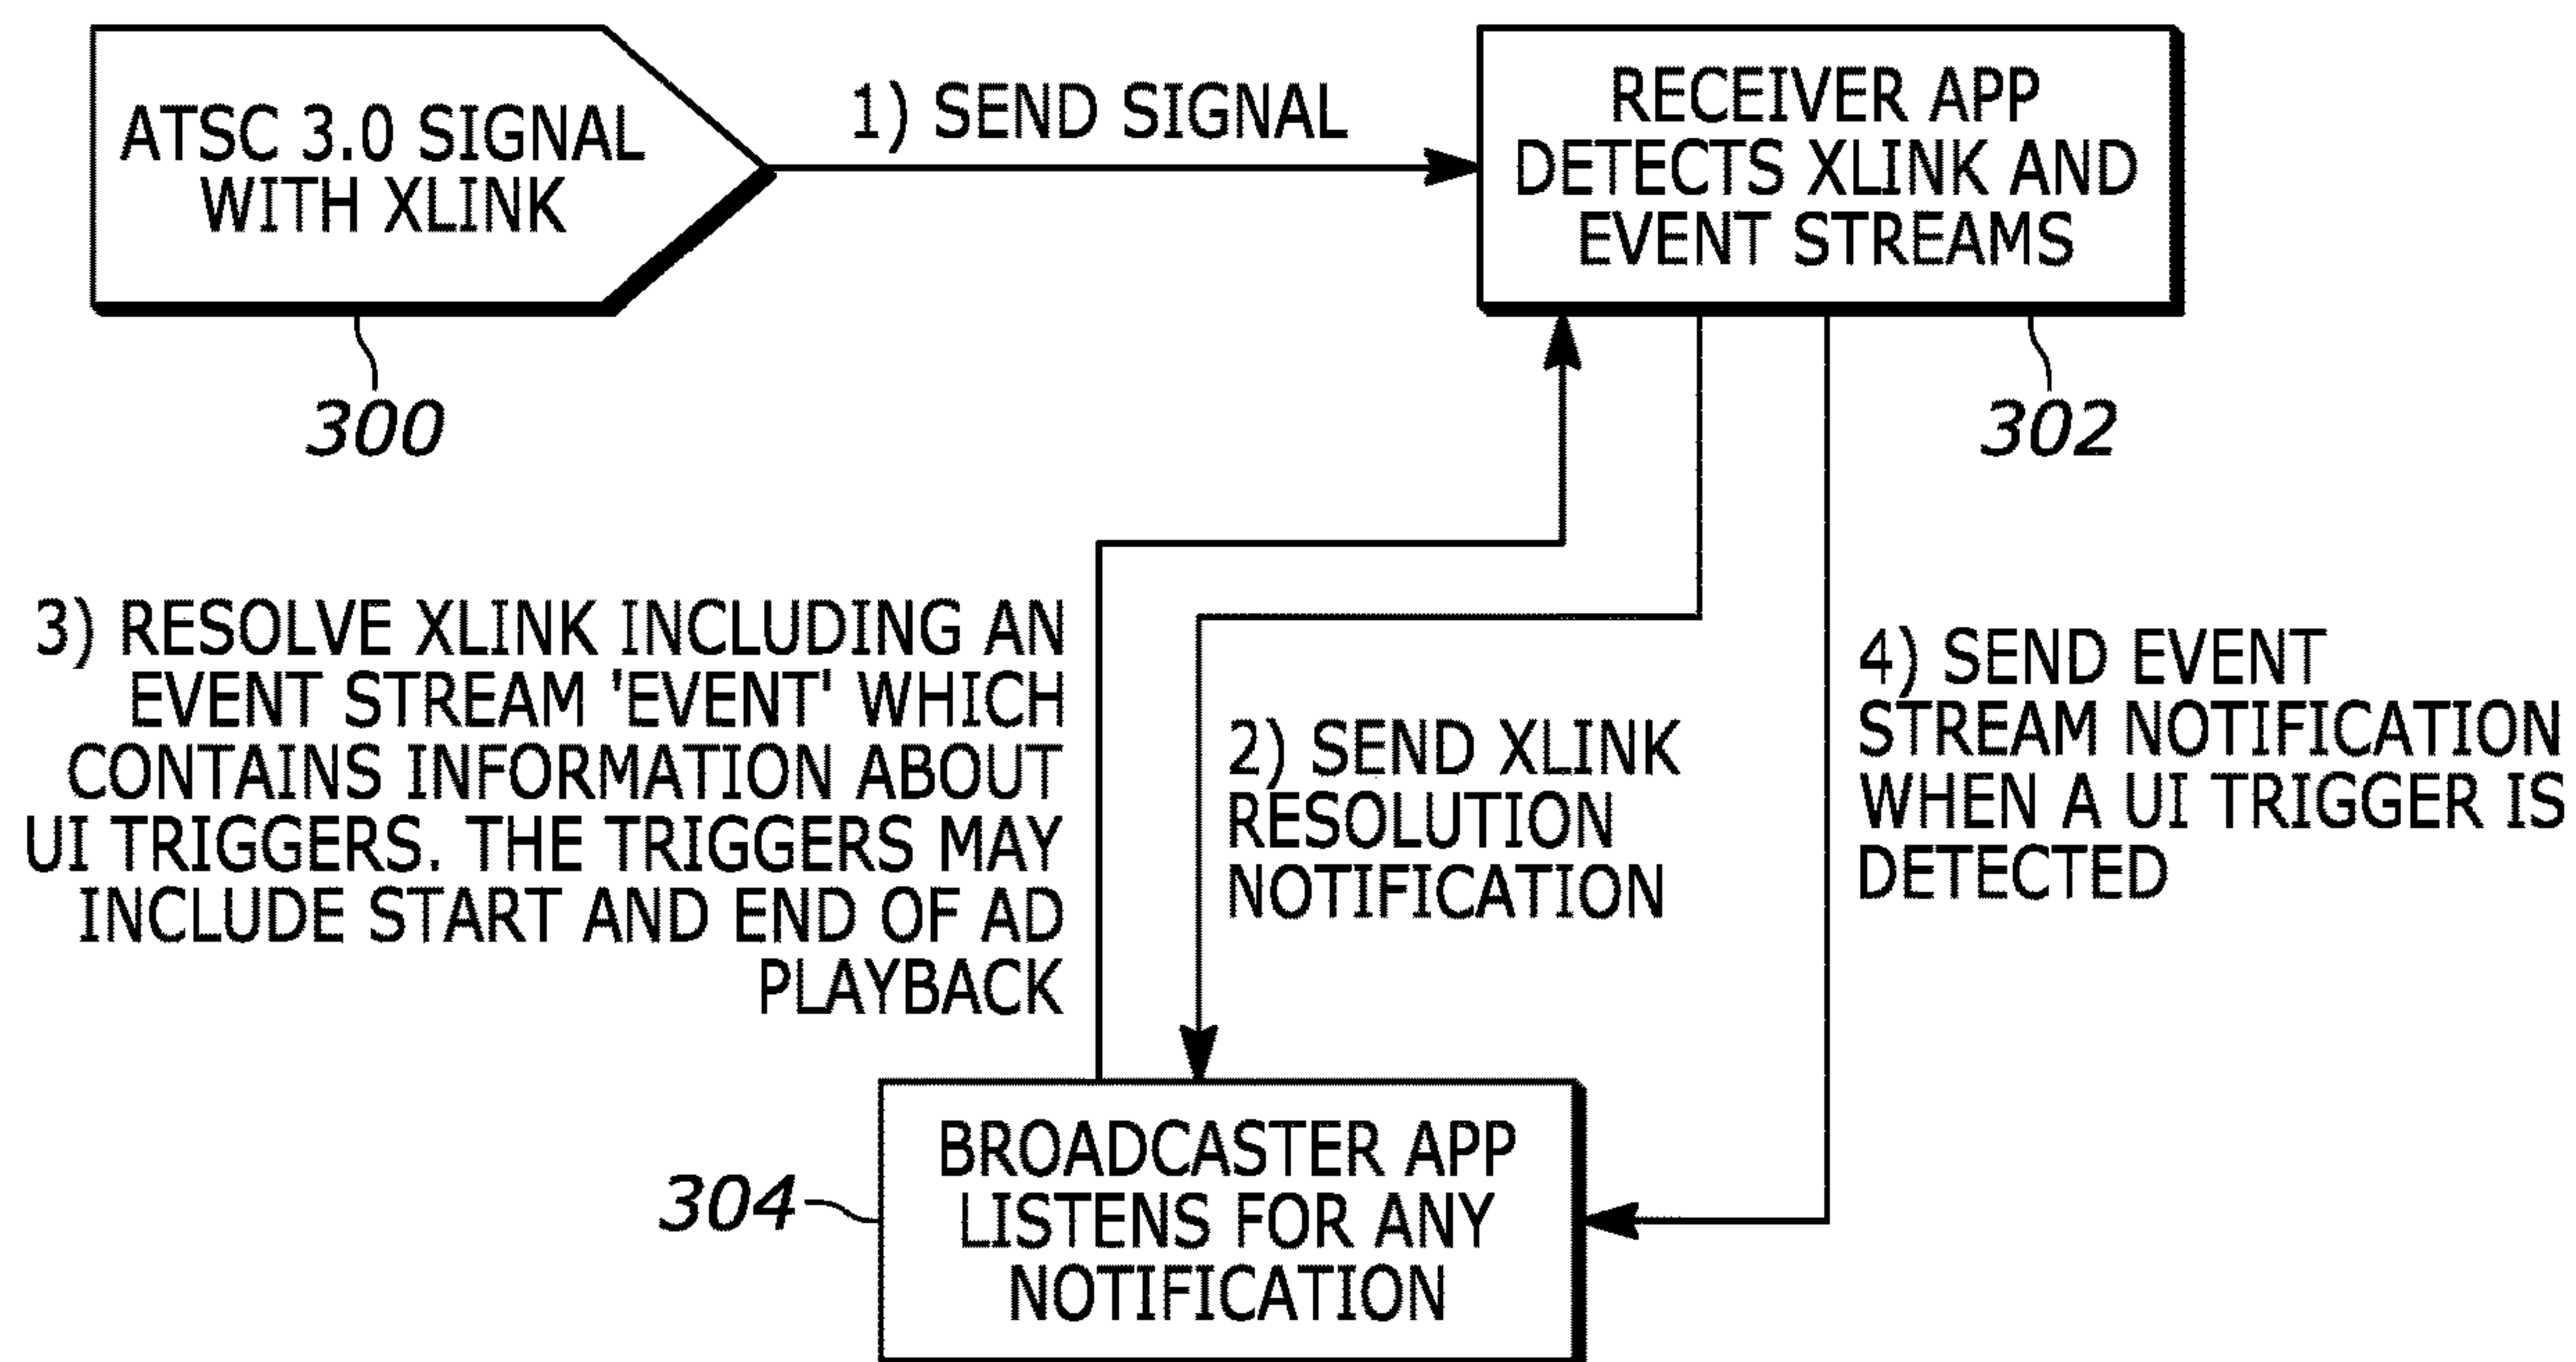 ATSC 3.0 SIGNAL
WITH XLINK
300
1) SEND SIGNAL
RECEIVER APP
DETECTS XLINK AND
EVENT STREAMS
302
3) RESOLVE XLINK INCLUDING AN
EVENT STREAM 'EVENT' WHICH
CONTAINS INFORMATION ABOUT
UI TRIGGERS. THE TRIGGERS MAY
INCLUDE START AND END OF AD
PLAYBACK
2) SEND XLINK
RESOLUTION
NOTIFICATION
4) SEND EVENT
STREAM NOTIFICATION
WHEN A UI TRIGGER IS
DETECTED
304
BROADCASTER APP
LISTENS FOR ANY
NOTIFICATION